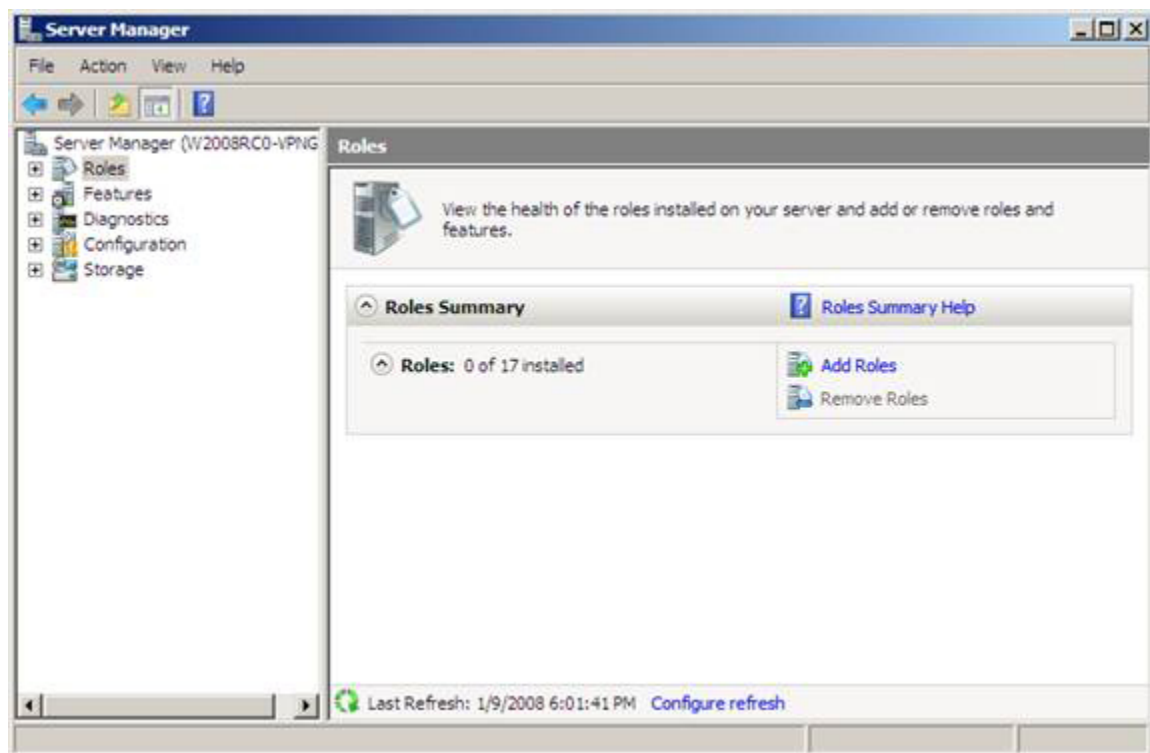 Server Manager
File Action View Help
Server Manager (W2008RC0-VPNG
Roles
Features
Diagnostics
Configuration
Storage
Roles
View the health of the roles installed on your server and add or remove roles and
features.
Roles Summary
Roles Summary Help
Roles: 0 of 17 installed
Add Roles
Remove Roles
Last Refresh: 1/9/2008 6:01:41 PM Configure refresh